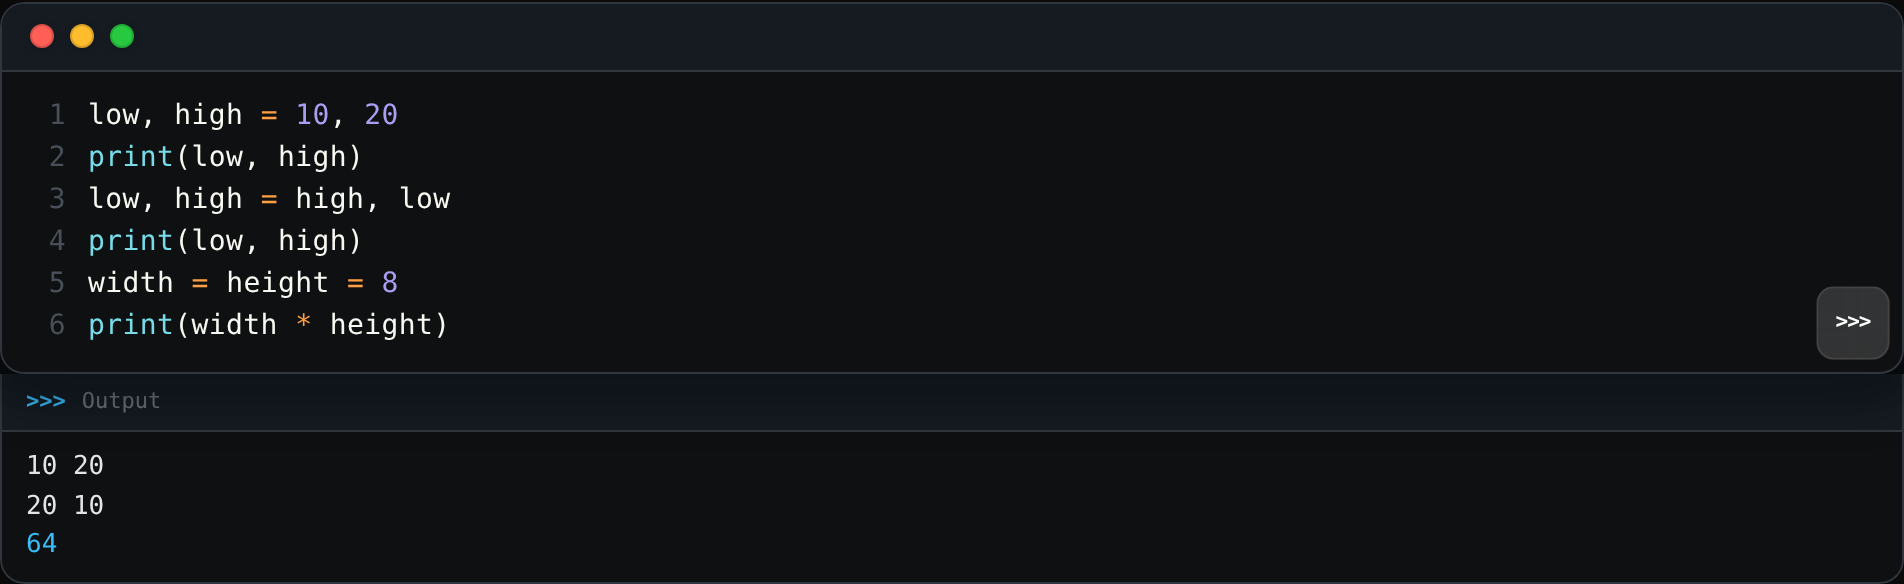 1 low, high = 10, 20
2 print(low, high)
3 low, high = high, low
4 print(low, high)
5 width = height = 8
6 print(width * height)
>>>
>>> Output
10 20
20 10
64